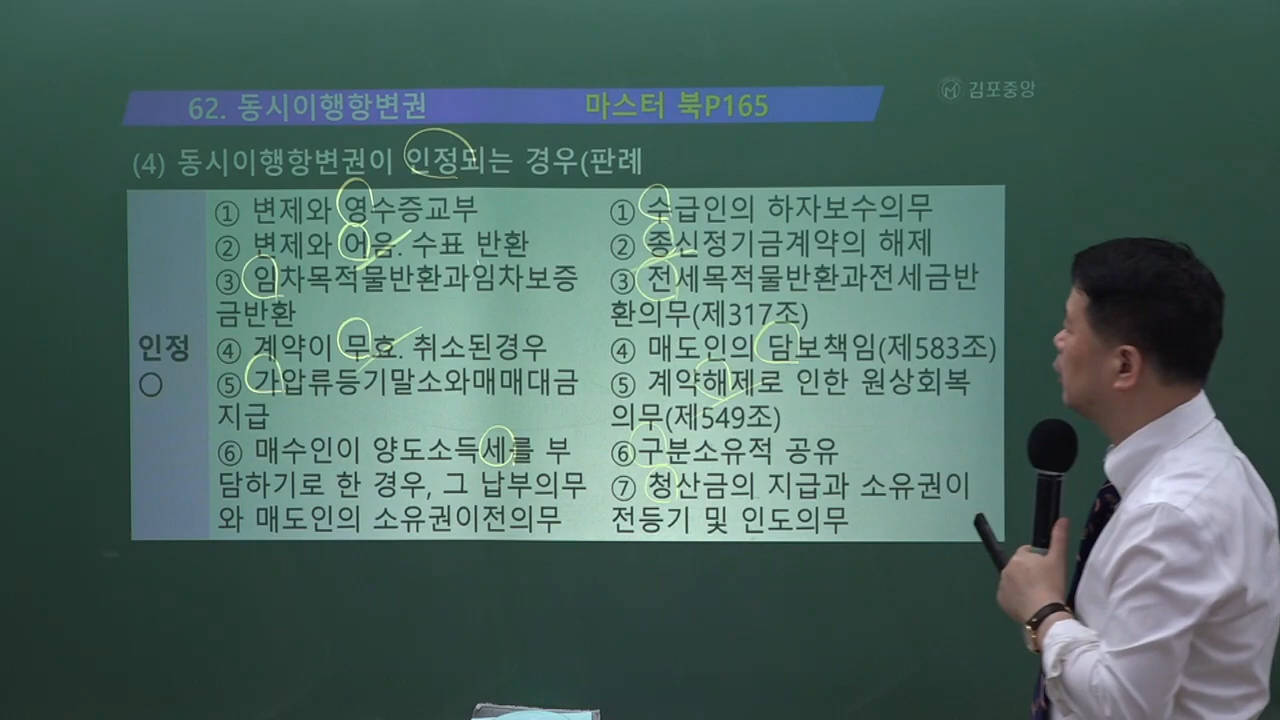 62. 동시이행항변권 마스터 북P165
김포중앙
(4) 동시이행항변권이 인정되는 경우(판례
인정
○
① 변제와 영수증교부
② 변제와 어음. 수표 반환
③ 임차목적물반환과임차보증
금반환
④ 계약이 무효. 취소된경우
⑤ 가압류등기말소와매매대금
지급
⑥ 매수인이 양도소득세를 부
담하기로 한 경우, 그 납부의무
와 매도인의 소유권이전의무
① 수급인의 하자보수의무
② 종신정기금계약의 해제
③ 전세목적물반환과전세금반
환의무(제317조)
④ 매도인의 담보책임(제583조)
⑤ 계약해제로 인한 원상회복
의무(제549조)
⑥구분소유적 공유
⑦ 청산금의 지급과 소유권이
전등기 및 인도의무